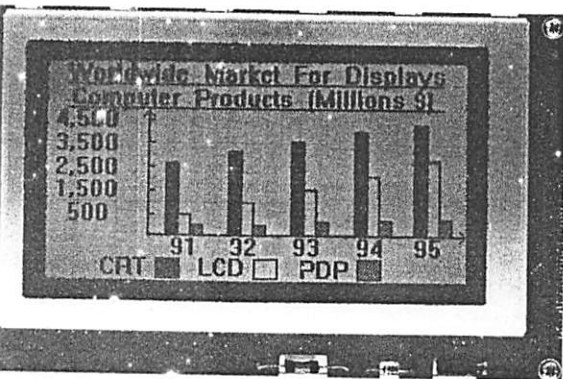 Worldwide Market For Displays
Computer Products (Millions $)
4,500
3,500
2,500
1,500
500
91 92 93 94 95
CRT LCD PDP